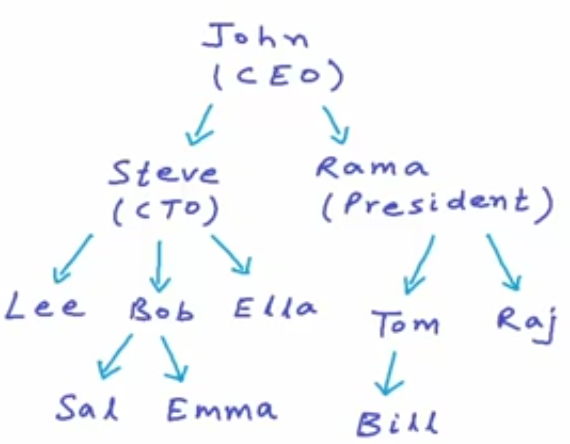 John
(CEO)
Steve
(CTO)
Rama
(President)
Lee Bob Ella
Tom Raj
Sal Emma
Bill